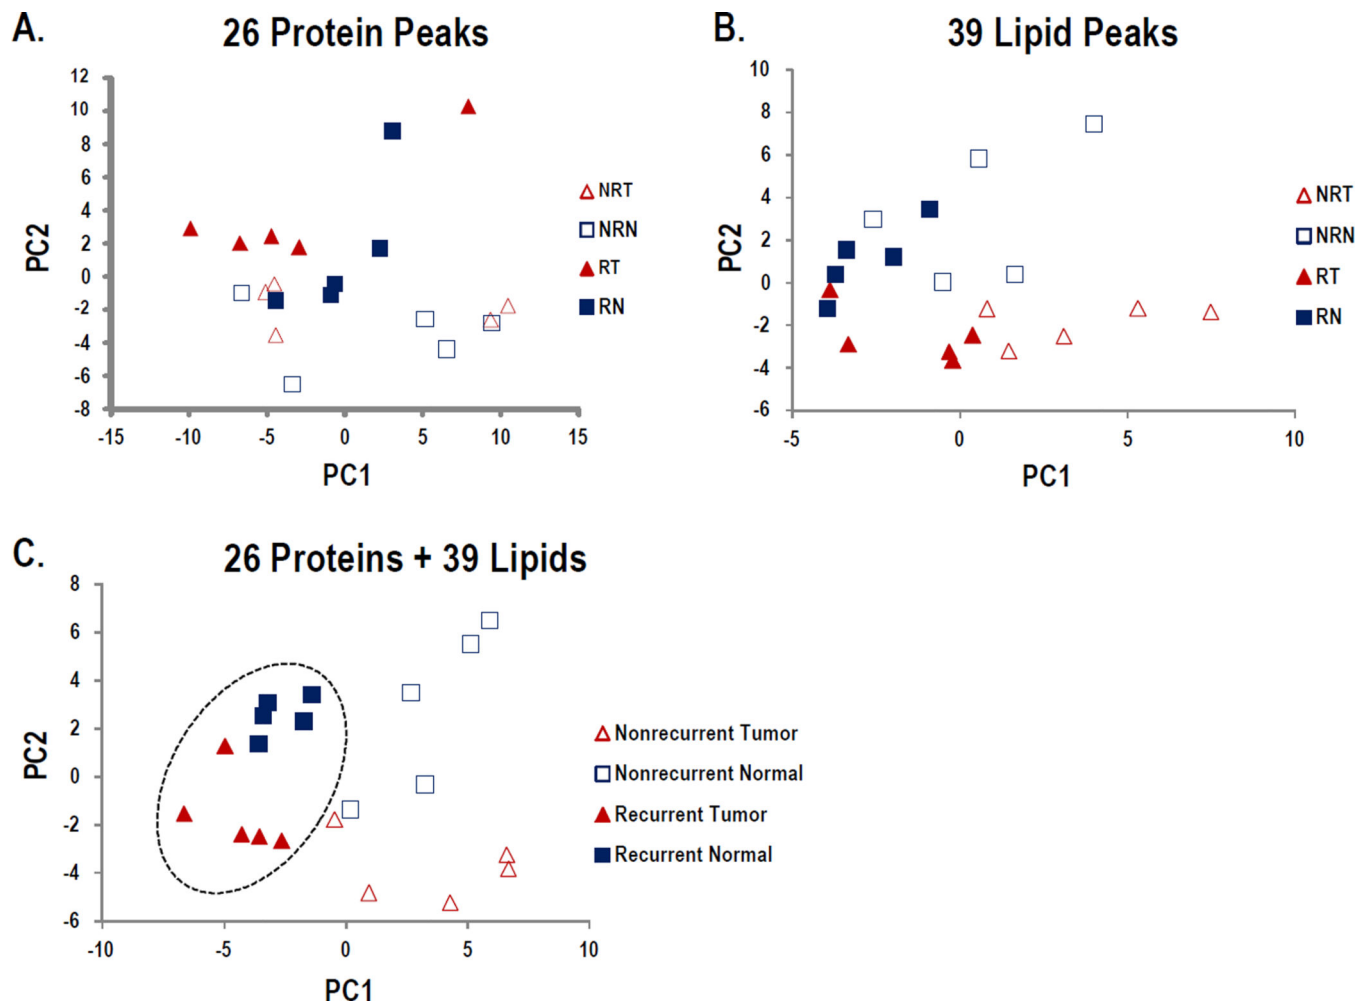 A.
26 Protein Peaks
12
10
8
6
4
2
0
-2
-4
-6
-8
PC2
-15
-10
-5
0
5
10
15
PC1
NRT
NRN
RT
RN
B.
39 Lipid Peaks
10
8
6
4
2
0
-2
-4
-6
PC2
-5
0
5
10
PC1
NRT
NRN
RT
RN
C.
26 Proteins + 39 Lipids
8
6
4
2
0
-2
-4
-6
PC2
-10
-5
0
5
10
PC1
Nonrecurrent Tumor
Nonrecurrent Normal
Recurrent Tumor
Recurrent Normal